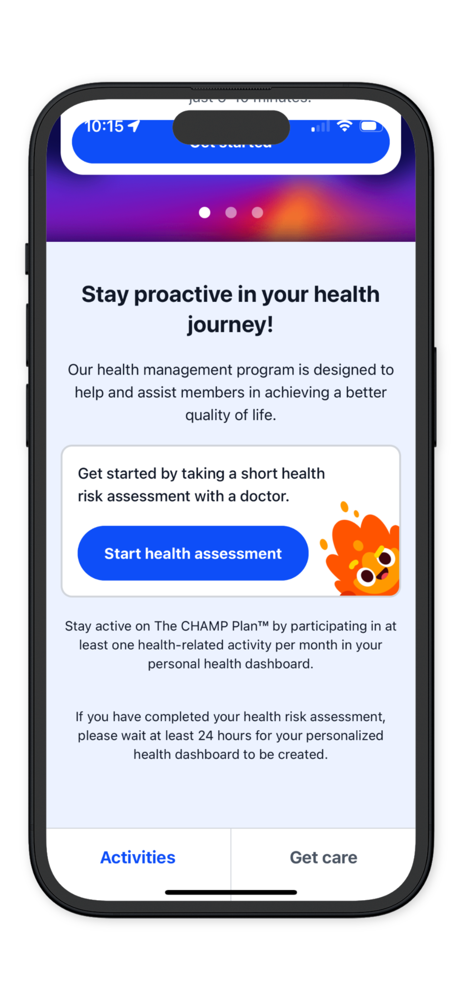 minutes.
10:15
Get started
Stay proactive in your health
journey!
Our health management program is designed to
help and assist members in achieving a better
quality of life.
Get started by taking a short health
risk assessment with a doctor.
Start health assessment
Stay active on The CHAMP Plan™ by participating in at
least one health-related activity per month in your
personal health dashboard.
If you have completed your health risk assessment,
please wait at least 24 hours for your personalized
health dashboard to be created.
Activities
Get care